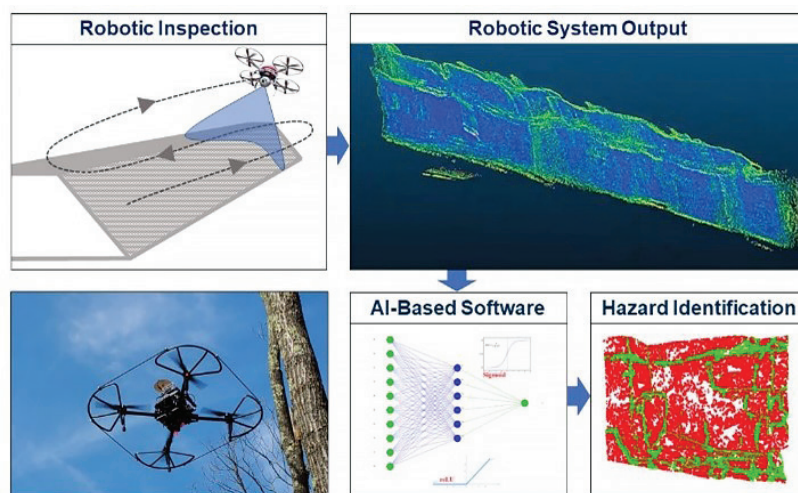 Robotic Inspection
Robotic System Output
AI-Based Software
Sigmoid
reLU
Hazard Identification